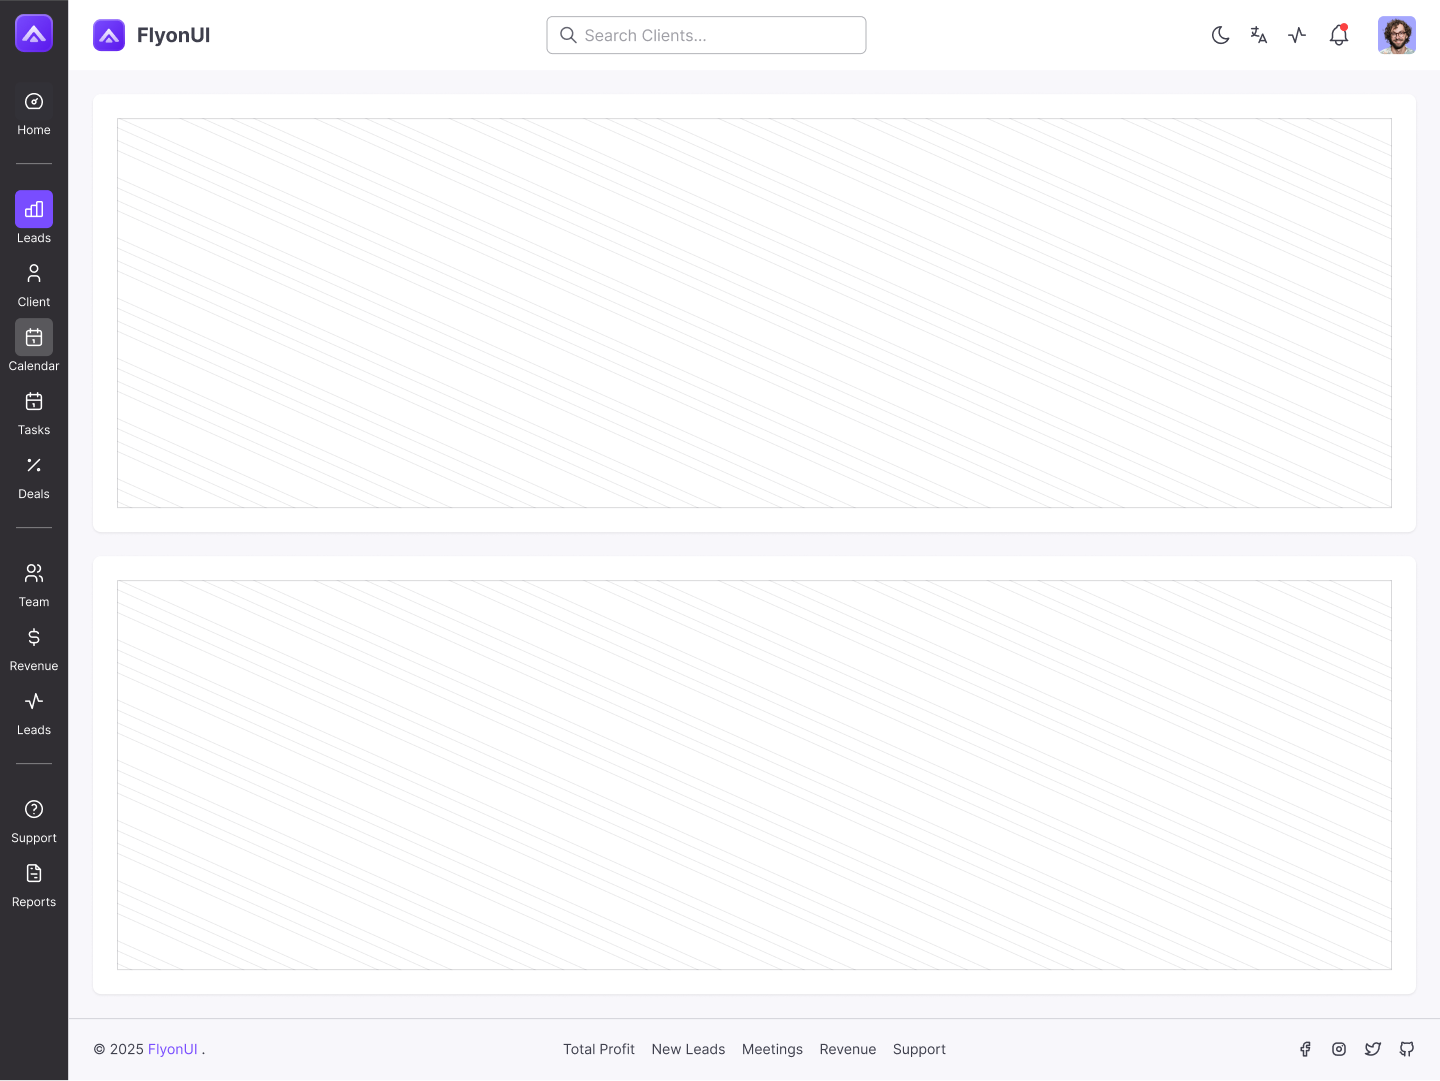 FlyonUI
Search Clients...
Home
Leads
Client
Calendar
Tasks
Deals
Team
Revenue
Leads
Support
Reports
© 2025 FlyonUI .
Total Profit
New Leads
Meetings
Revenue
Support